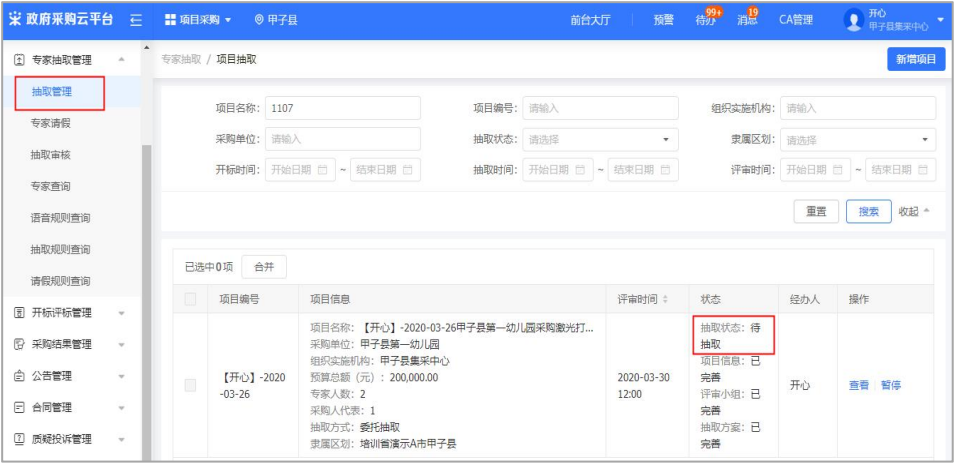 采 政府采购云平台
项目采购
甲子县
前台大厅
预警
待办 99+
消息 19
CA管理
开心
甲子县集采中心
专家抽取管理
抽取管理
专家请假
抽取审核
专家查询
语音规则查询
抽取规则查询
请假规则查询
开标评标管理
采购结果管理
公告管理
合同管理
质疑投诉管理
专家抽取 / 项目抽取
新增项目
项目名称: 1107
项目编号: 请输入
组织实施机构: 请输入
采购单位: 请输入
抽取状态: 请选择
隶属区划: 请选择
开标时间: 开始日期 ~ 结束日期
抽取时间: 开始日期 ~ 结束日期
评审时间: 开始日期 ~ 结束日期
重置
搜索
收起
已选中0项
合并
项目编号 项目信息 评审时间 状态 经办人 操作
【开心】-2020
-03-26
项目名称: 【开心】-2020-03-26甲子县第一幼儿园采购激光打...
采购单位: 甲子县第一幼儿园
组织实施机构: 甲子县集采中心
预算总额（元）: 200,000.00
专家人数: 2
采购人代表: 1
抽取方式: 委托抽取
隶属区划: 培训省演示A市甲子县
2020-03-30
12:00
抽取状态: 待
抽取
项目信息: 已
完善
评审小组: 已
完善
抽取方案: 已
完善
开心
查看 暂停